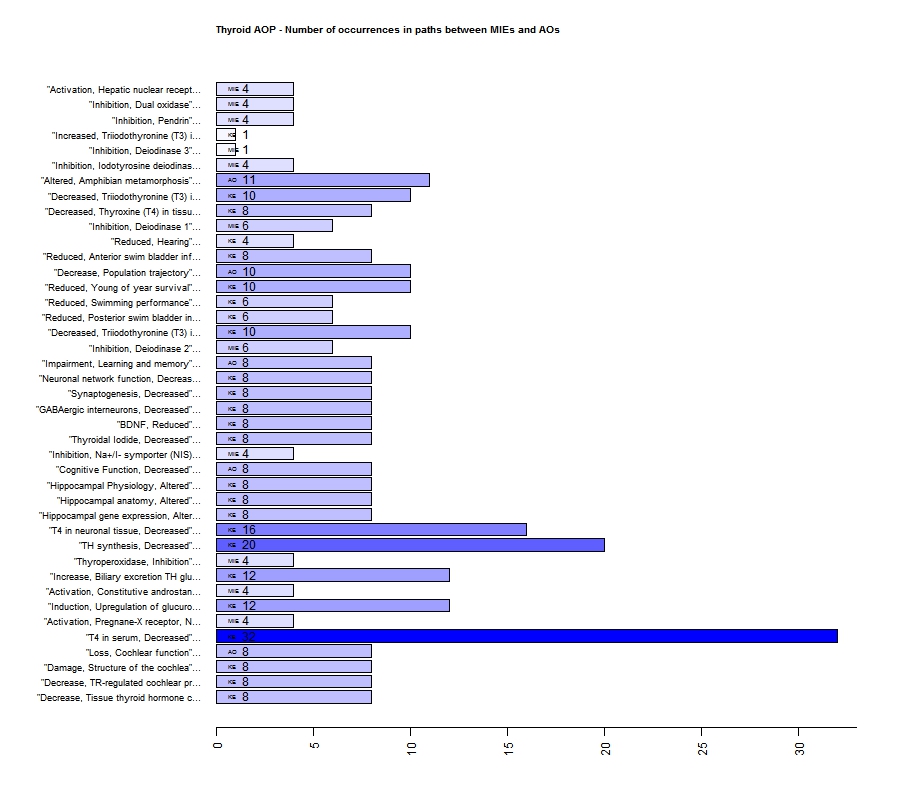 Thyroid AOP - Number of occurrences in paths between MIEs and AOs
"Activation, Hepatic nuclear recept... MIE 4
"Inhibition, Dual oxidase"... MIE 4
"Inhibition, Pendrin"... MIE 4
"Increased, Triiodothyronine (T3) i... KE 1
"Inhibition, Deiodinase 3"... MIE 1
"Inhibition, Iodotyrosine deiodinas... MIE 4
"Altered, Amphibian metamorphosis"... AO 11
"Decreased, Triiodothyronine (T3) i... KE 10
"Decreased, Thyroxine (T4) in tissu... KE 8
"Inhibition, Deiodinase 1"... MIE 6
"Reduced, Hearing"... KE 4
"Reduced, Anterior swim bladder inf... KE 8
"Decrease, Population trajectory"... AO 10
"Reduced, Young of year survival"... KE 10
"Reduced, Swimming performance"... KE 6
"Reduced, Posterior swim bladder in... KE 6
"Decreased, Triiodothyronine (T3) i... KE 10
"Inhibition, Deiodinase 2"... MIE 6
"Impairment, Learning and memory"... AO 8
"Neuronal network function, Decreas... KE 8
"Synaptogenesis, Decreased"... KE 8
"GABAergic interneurons, Decreased"... KE 8
"BDNF, Reduced"... KE 8
"Thyroidal Iodide, Decreased"... KE 8
"Inhibition, Na+/I- symporter (NIS)... MIE 4
"Cognitive Function, Decreased"... AO 8
"Hippocampal Physiology, Altered"... KE 8
"Hippocampal anatomy, Altered"... KE 8
"Hippocampal gene expression, Alter... KE 8
"T4 in neuronal tissue, Decreased"... KE 16
"TH synthesis, Decreased"... KE 20
"Thyroperoxidase, Inhibition"... MIE 4
"Increase, Biliary excretion TH glu... KE 12
"Activation, Constitutive androstan... MIE 4
"Induction, Upregulation of glucuro... KE 12
"Activation, Pregnane-X receptor, N... MIE 4
"T4 in serum, Decreased"... KE 32
"Loss, Cochlear function"... AO 8
"Damage, Structure of the cochlea"... KE 8
"Decrease, TR-regulated cochlear pr... KE 8
"Decrease, Tissue thyroid hormone c... KE 8
0 5 10 15 20 25 30